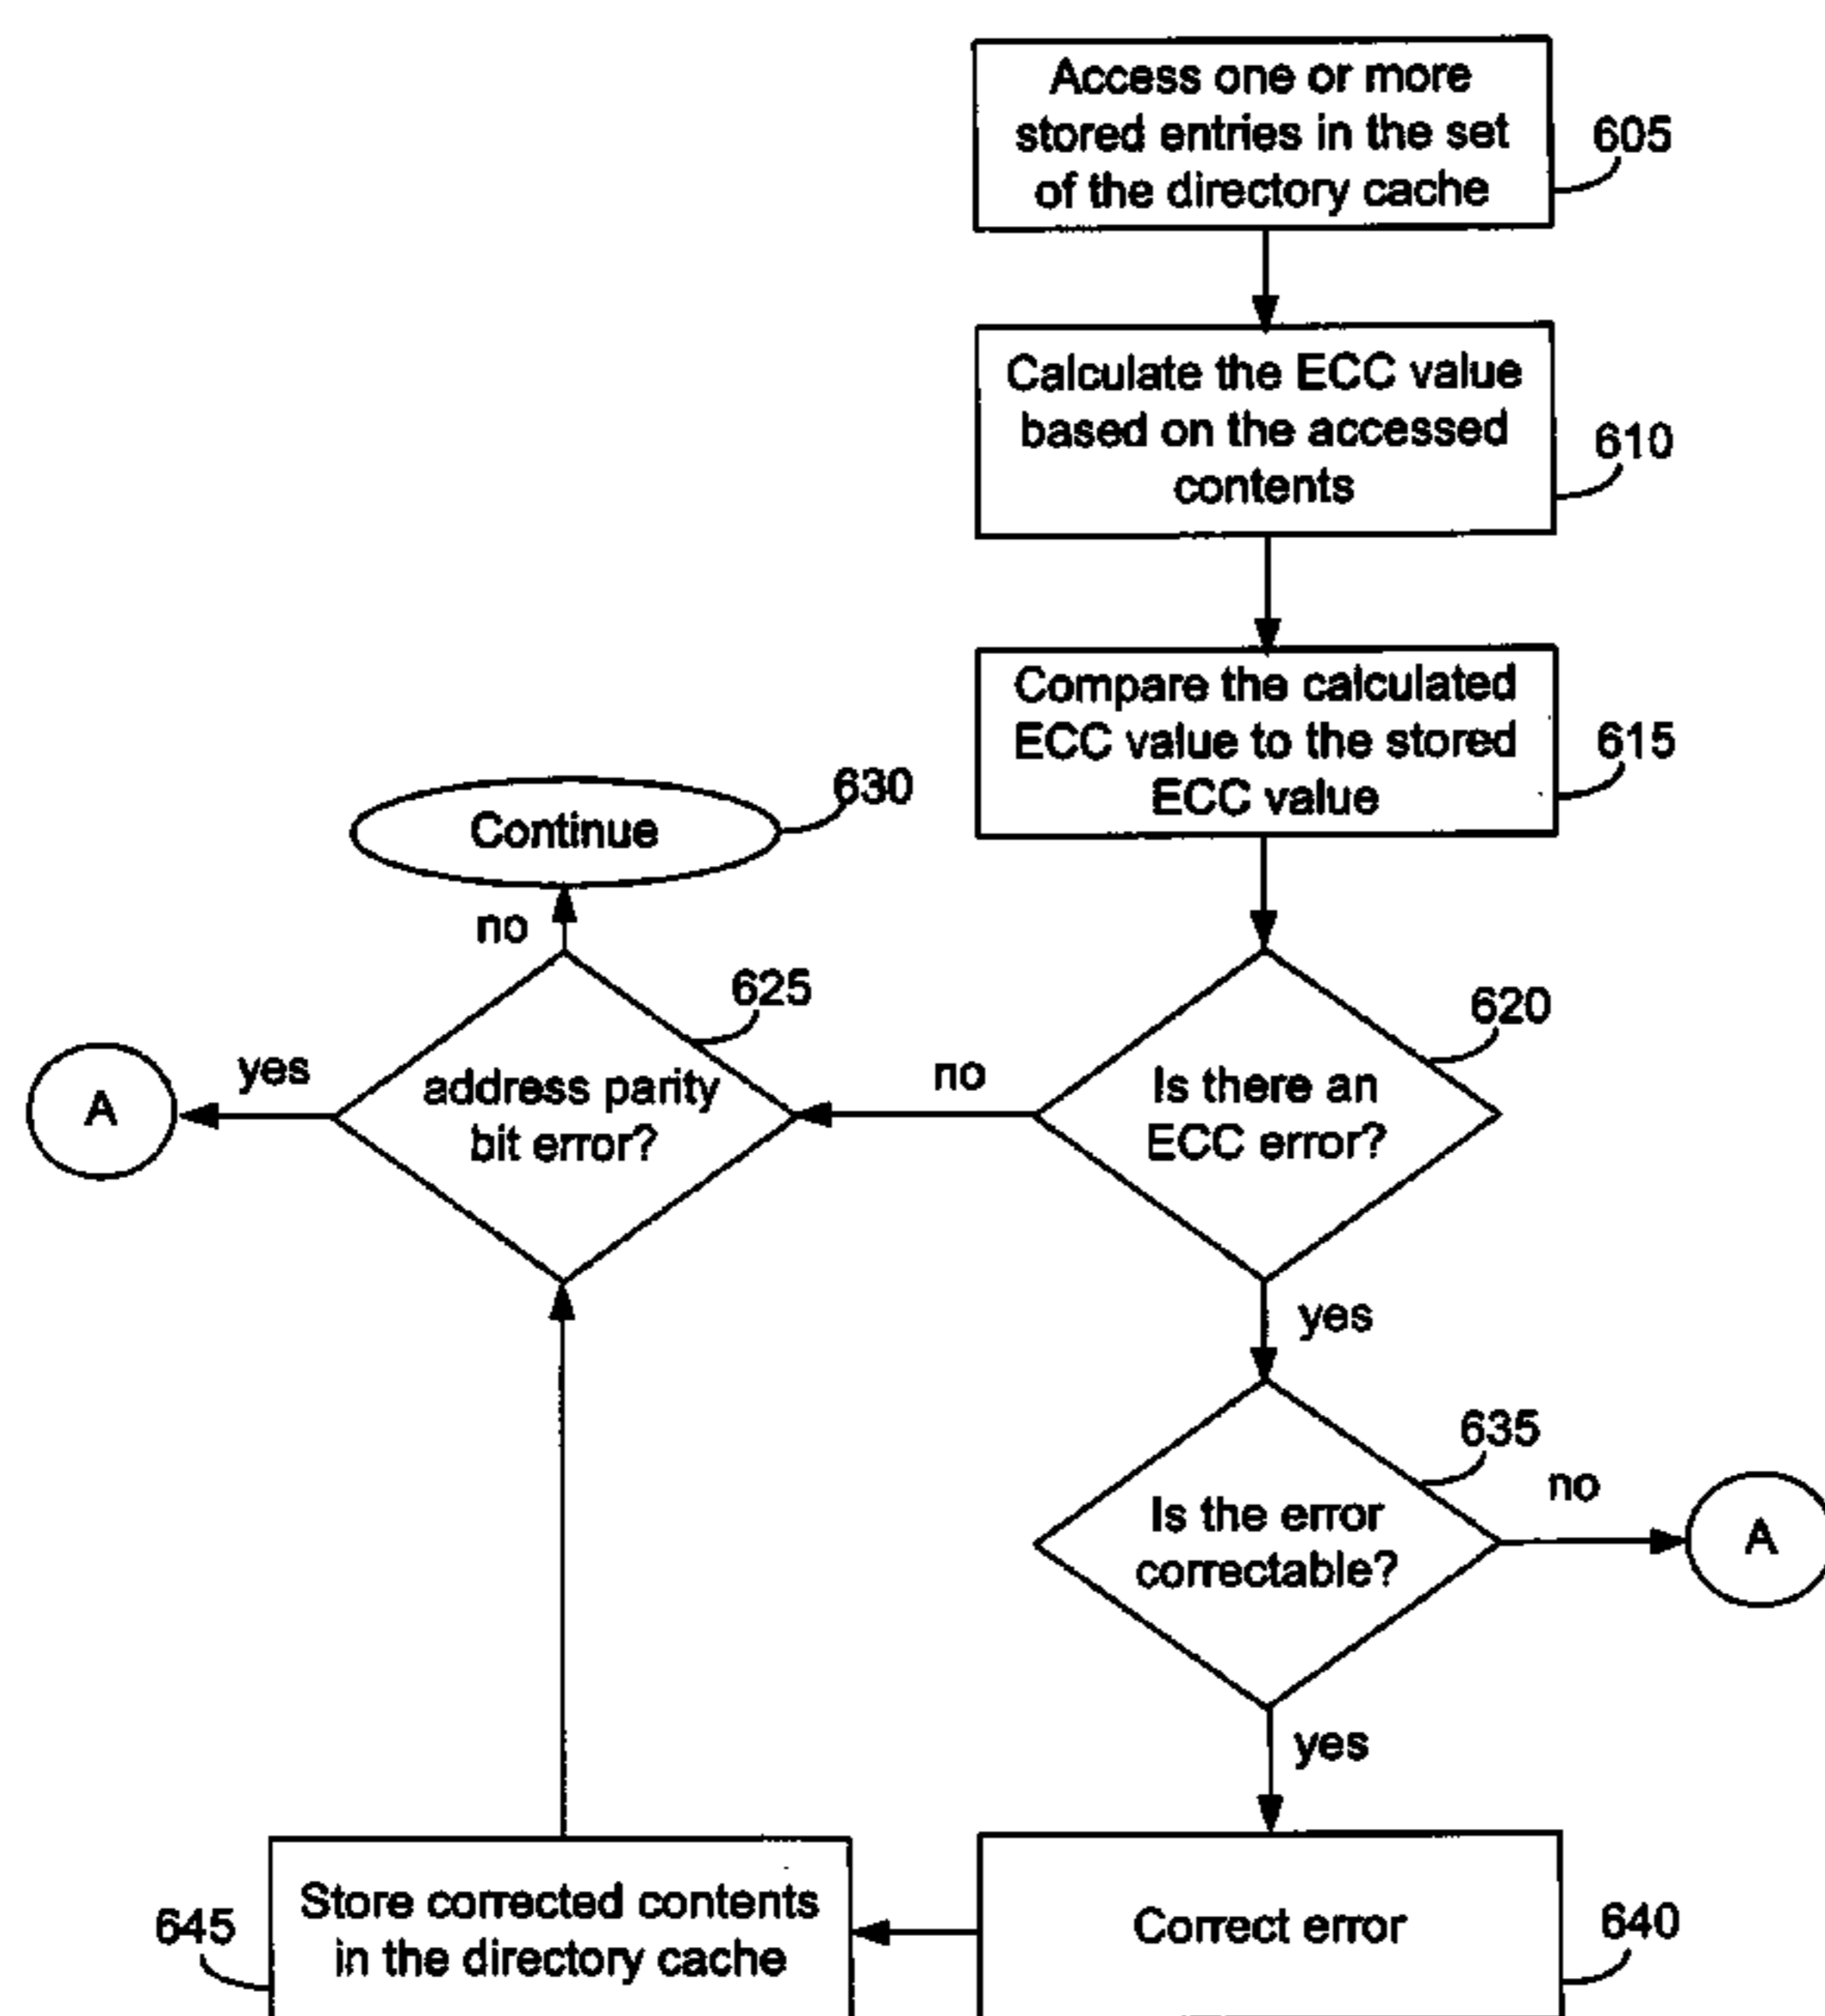 Access one or more
stored entries in the set
of the directory cache
605
Calculate the ECC value
based on the accessed
contents
610
Compare the calculated
ECC value to the stored
ECC value
615
Continue
630
no
625
620
A
yes
address parity
bit error?
no
Is there an
ECC error?
yes
635
no
Is the error
correctable?
A
yes
Store corrected contents
in the directory cache
645
Correct error
640